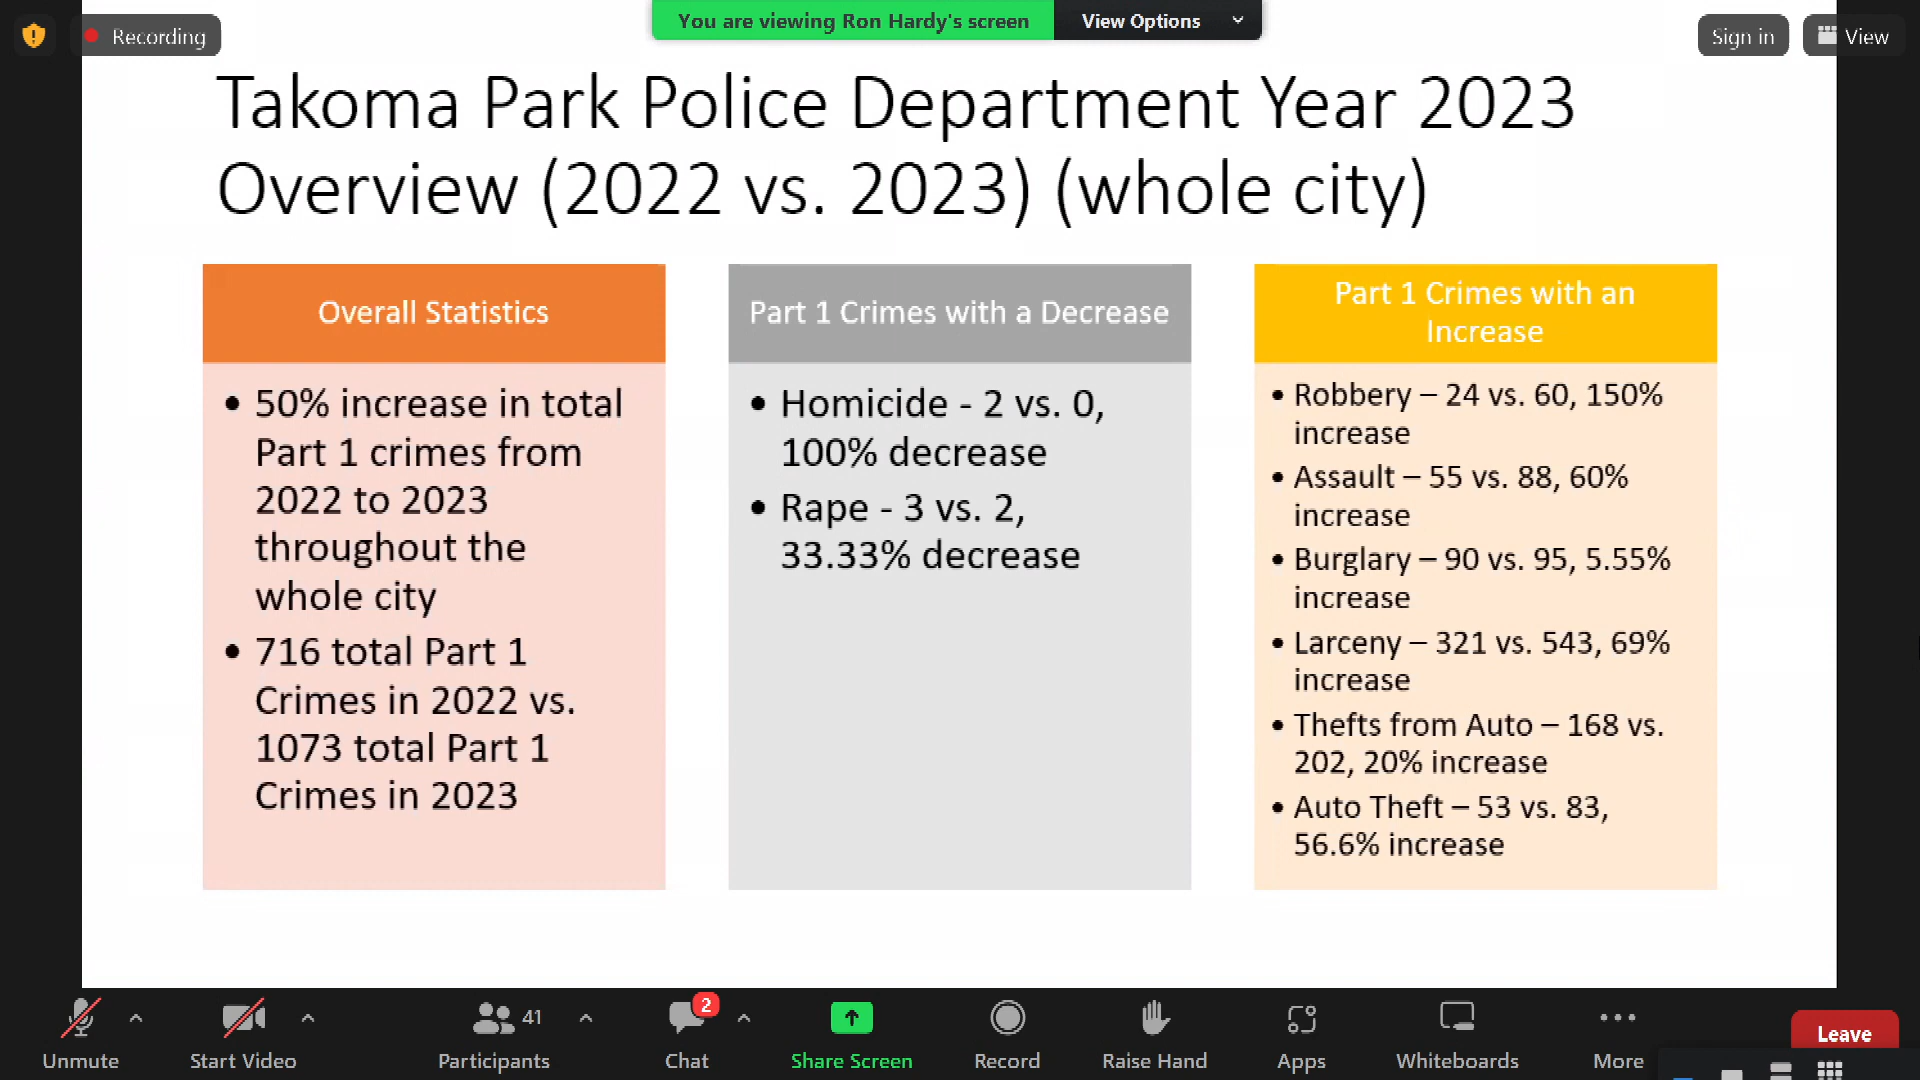 You are viewing Ron Hardy's screen
View Options
Recording
Sign in
View
Takoma Park Police Department Year 2023
Overview (2022 vs. 2023) (whole city)
Overall Statistics
• 50% increase in total
Part 1 crimes from
2022 to 2023
throughout the
whole city
• 716 total Part 1
Crimes in 2022 vs.
1073 total Part 1
Crimes in 2023
Part 1 Crimes with a Decrease
• Homicide - 2 vs. 0,
100% decrease
• Rape - 3 vs. 2,
33.33% decrease
Part 1 Crimes with an
Increase
• Robbery – 24 vs. 60, 150%
increase
• Assault – 55 vs. 88, 60%
increase
• Burglary – 90 vs. 95, 5.55%
increase
• Larceny – 321 vs. 543, 69%
increase
• Thefts from Auto – 168 vs.
202, 20% increase
• Auto Theft – 53 vs. 83,
56.6% increase
Unmute
Start Video
41
Participants
2
Chat
Share Screen
Record
Raise Hand
Apps
Whiteboards
More
Leave